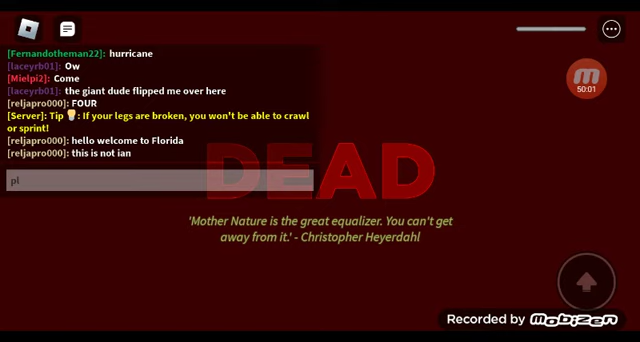 [Fernandotheman22]: hurricane
[laceyrb01]: Ow
[Mielpi2]: Come
[laceyrb01]: the giant dude flipped me over here
[reljapro000]: FOUR
[Server]: Tip 💡: If your legs are broken, you won't be able to crawl
or sprint!
[reljapro000]: hello welcome to Florida
[reljapro000]: this is not ian
pl
50:01
DEAD
'Mother Nature is the great equalizer. You can't get
away from it.' - Christopher Heyerdahl
Recorded by Mobizen